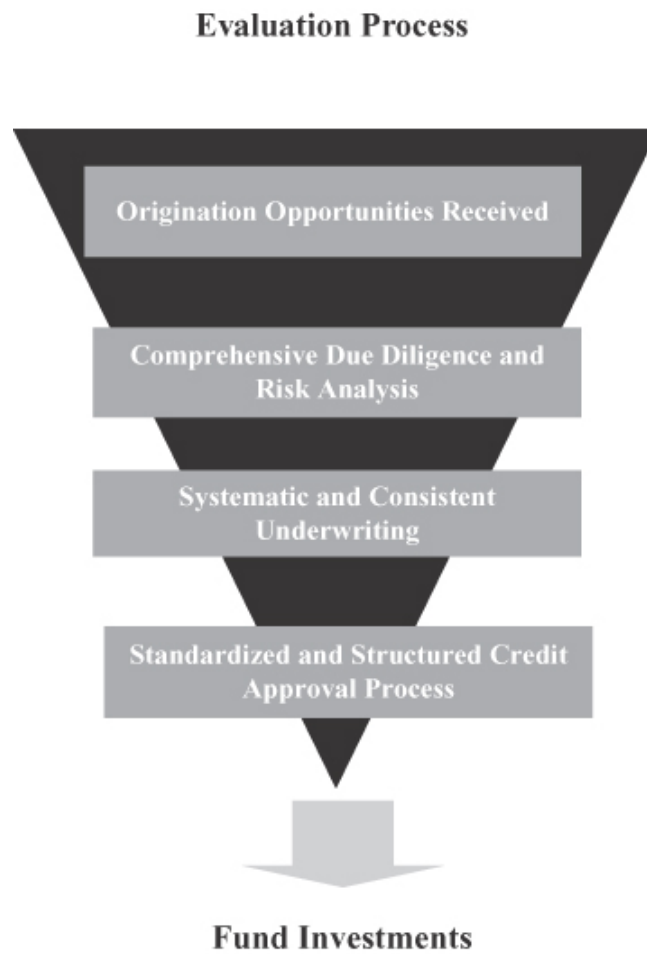 Evaluation Process
Origination Opportunities Received
Comprehensive Due Diligence and
Risk Analysis
Systematic and Consistent
Underwriting
Standardized and Structured Credit
Approval Process
Fund Investments